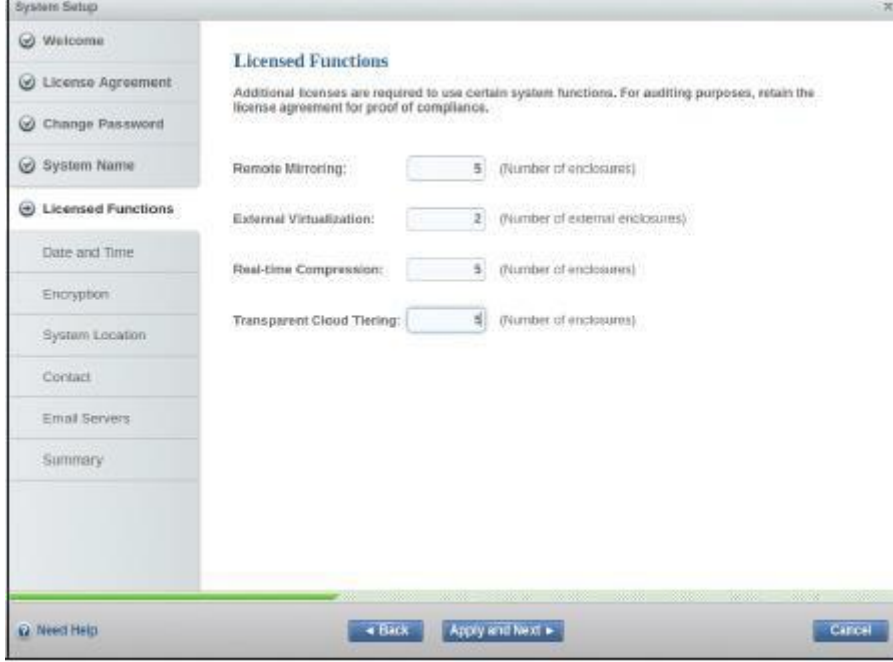 System Setup
Welcome
License Agreement
Change Password
System Name
Licensed Functions
Date and Time
Encryption
System Location
Contact
Email Servers
Summary
Licensed Functions
Additional licenses are required to use certain system functions. For auditing purposes, retain the
license agreement for proof of compliance.
Remote Mirroring: 5 (Number of enclosures)
External Virtualization: 2 (Number of external enclosures)
Real-time Compression: 5 (Number of enclosures)
Transparent Cloud Tiering: 5 (Number of enclosures)
Need Help
Back
Apply and Next
Cancel